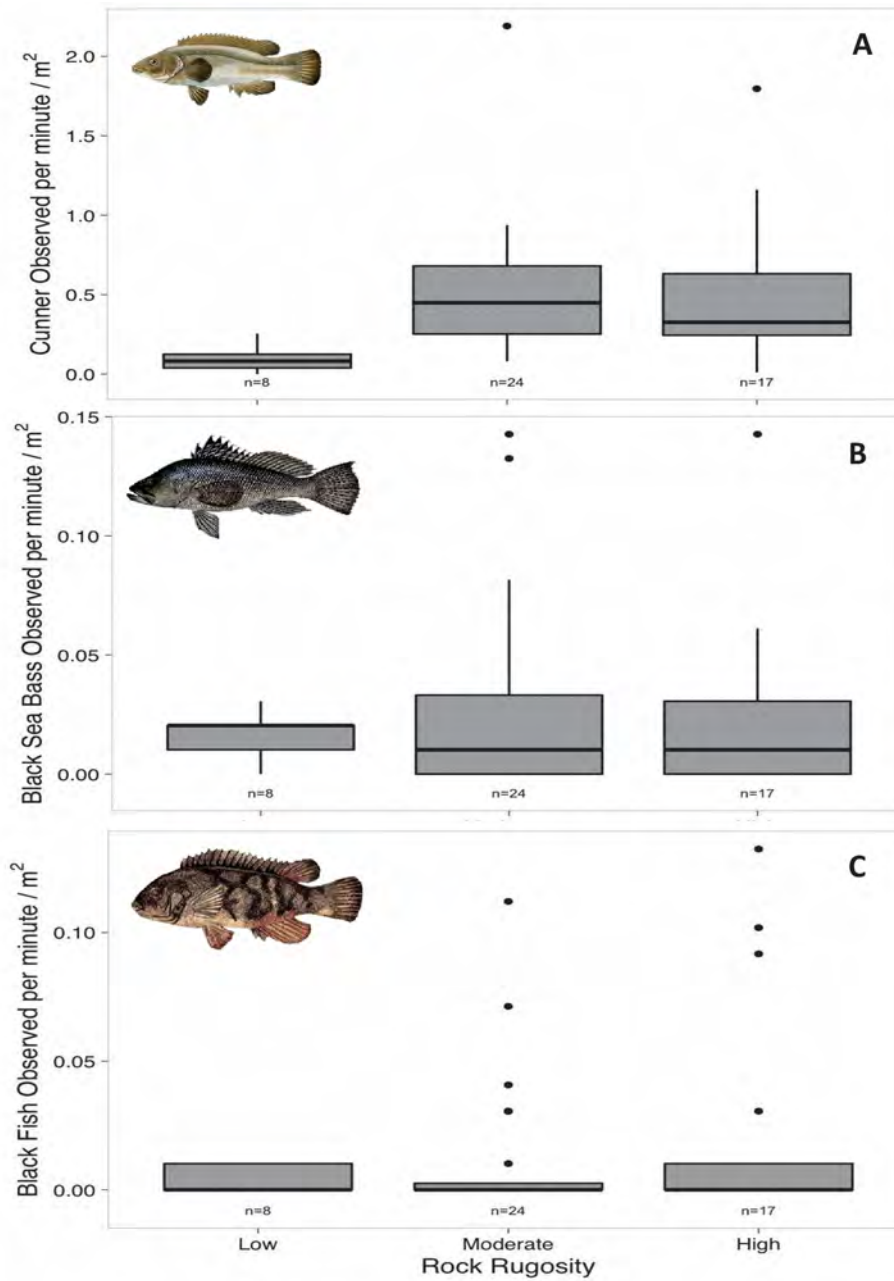 A
Cunner Observed per minute / m²
2.0
1.5
1.0
0.5
0.0
n=8 n=24 n=17
B
Black Sea Bass Observed per minute / m²
0.15
0.10
0.05
0.00
n=8 n=24 n=17
C
Black Fish Observed per minute / m²
0.10
0.05
0.00
n=8 n=24 n=17
Low Moderate High
Rock Rugosity